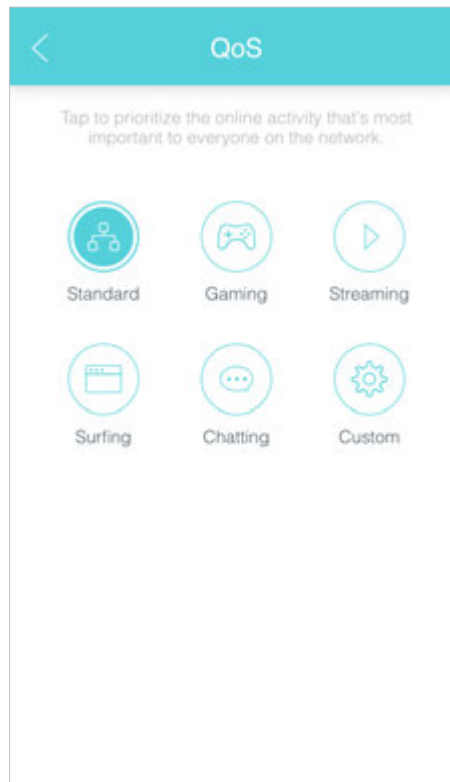 QoS
Tap to prioritize the online activity that's most
important to everyone on the network.
Standard Gaming Streaming
Surfing Chatting Custom